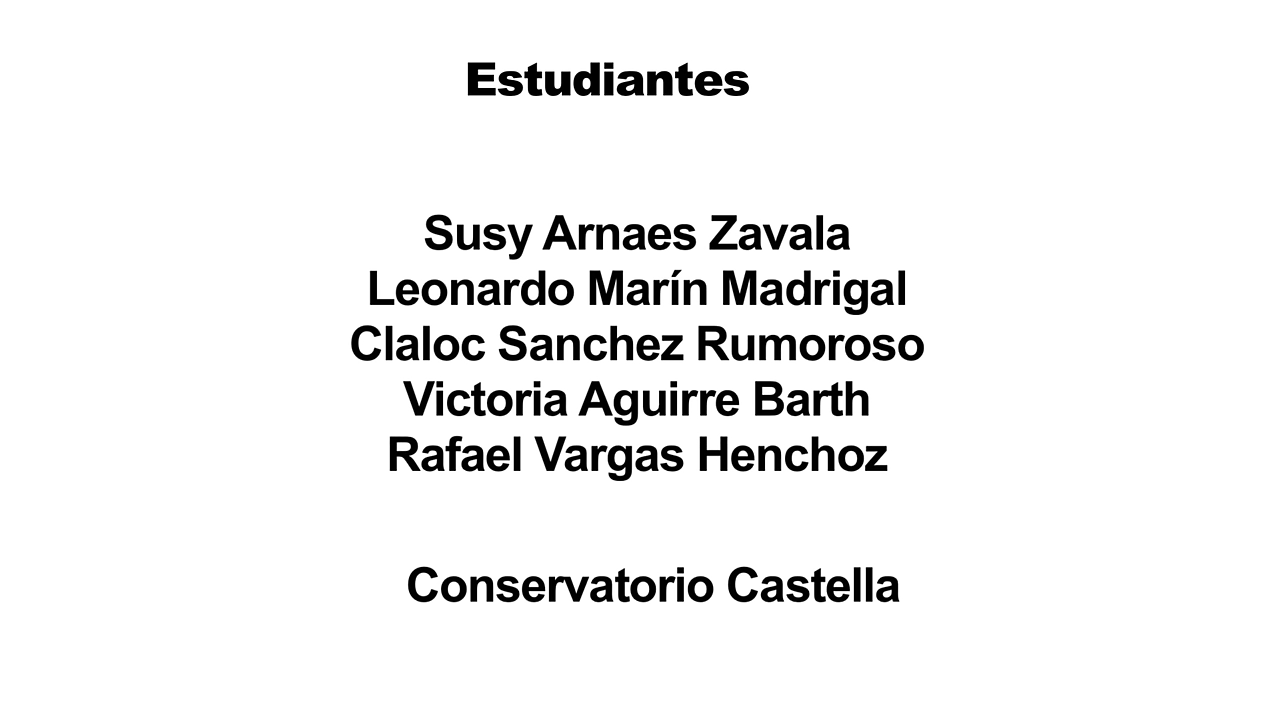 Estudiantes
Susy Arnaes Zavala
Leonardo Marín Madrigal
Claloc Sanchez Rumoroso
Victoria Aguirre Barth
Rafael Vargas Henchoz
Conservatorio Castella